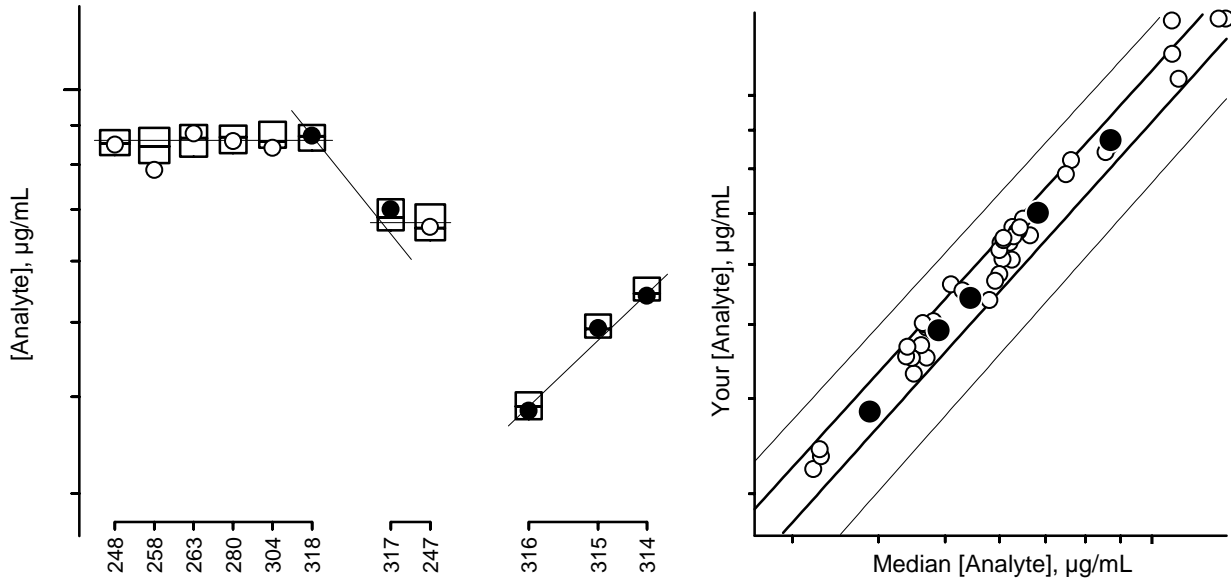 [Analyte], µg/mL
248 258 263 280 304 318 317 247 316 315 314
Your [Analyte], µg/mL
Median [Analyte], µg/mL